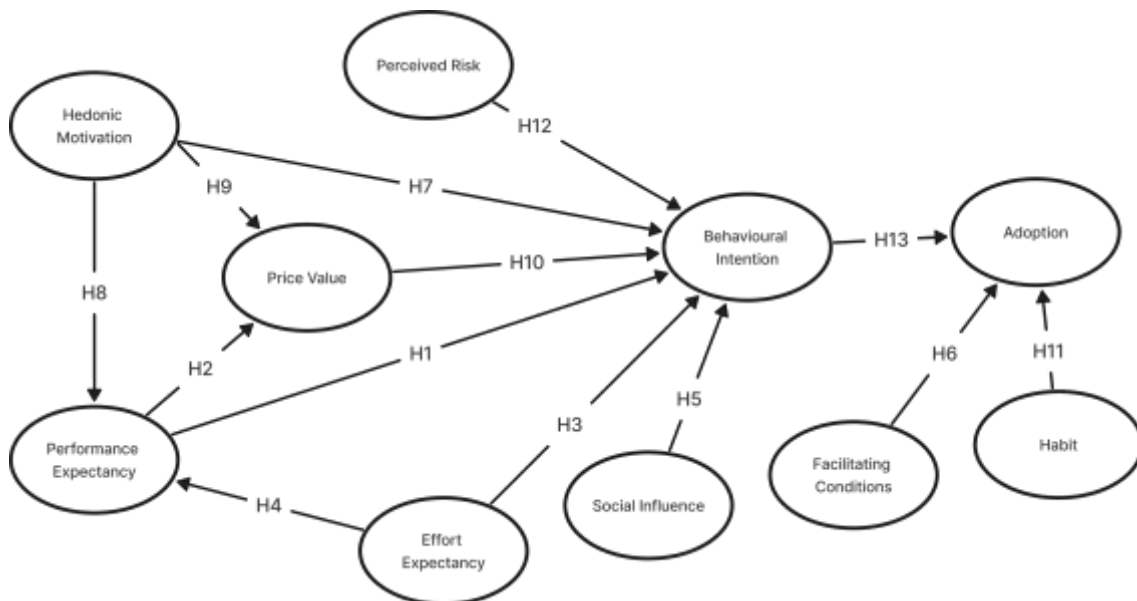 Perceived Risk
Hedonic
Motivation
H12
H9
H7
Behavioural
Intention
H13
Adoption
H10
Price Value
H8
H2
H1
H6
H11
H5
H3
Performance
Expectancy
Habit
Facilitating
Conditions
H4
Social Influence
Effort
Expectancy